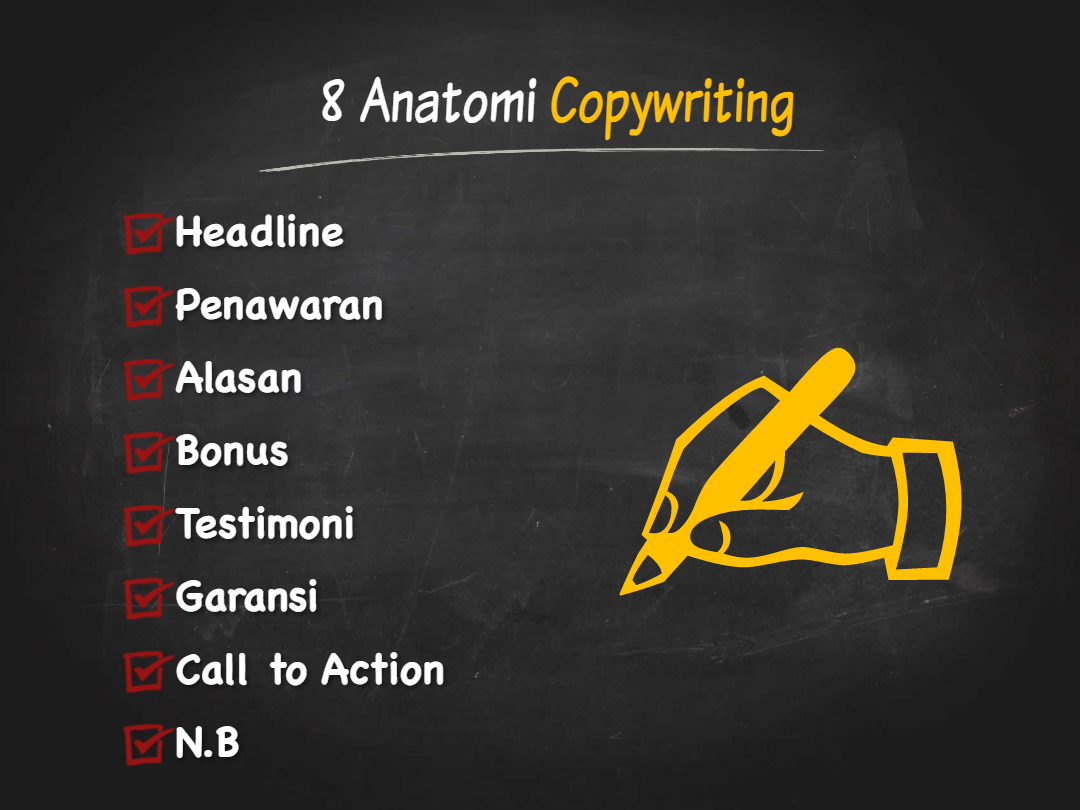 8 Anatomi Copywriting
Headline
Penawaran
Alasan
Bonus
Testimoni
Garansi
Call to Action
N.B